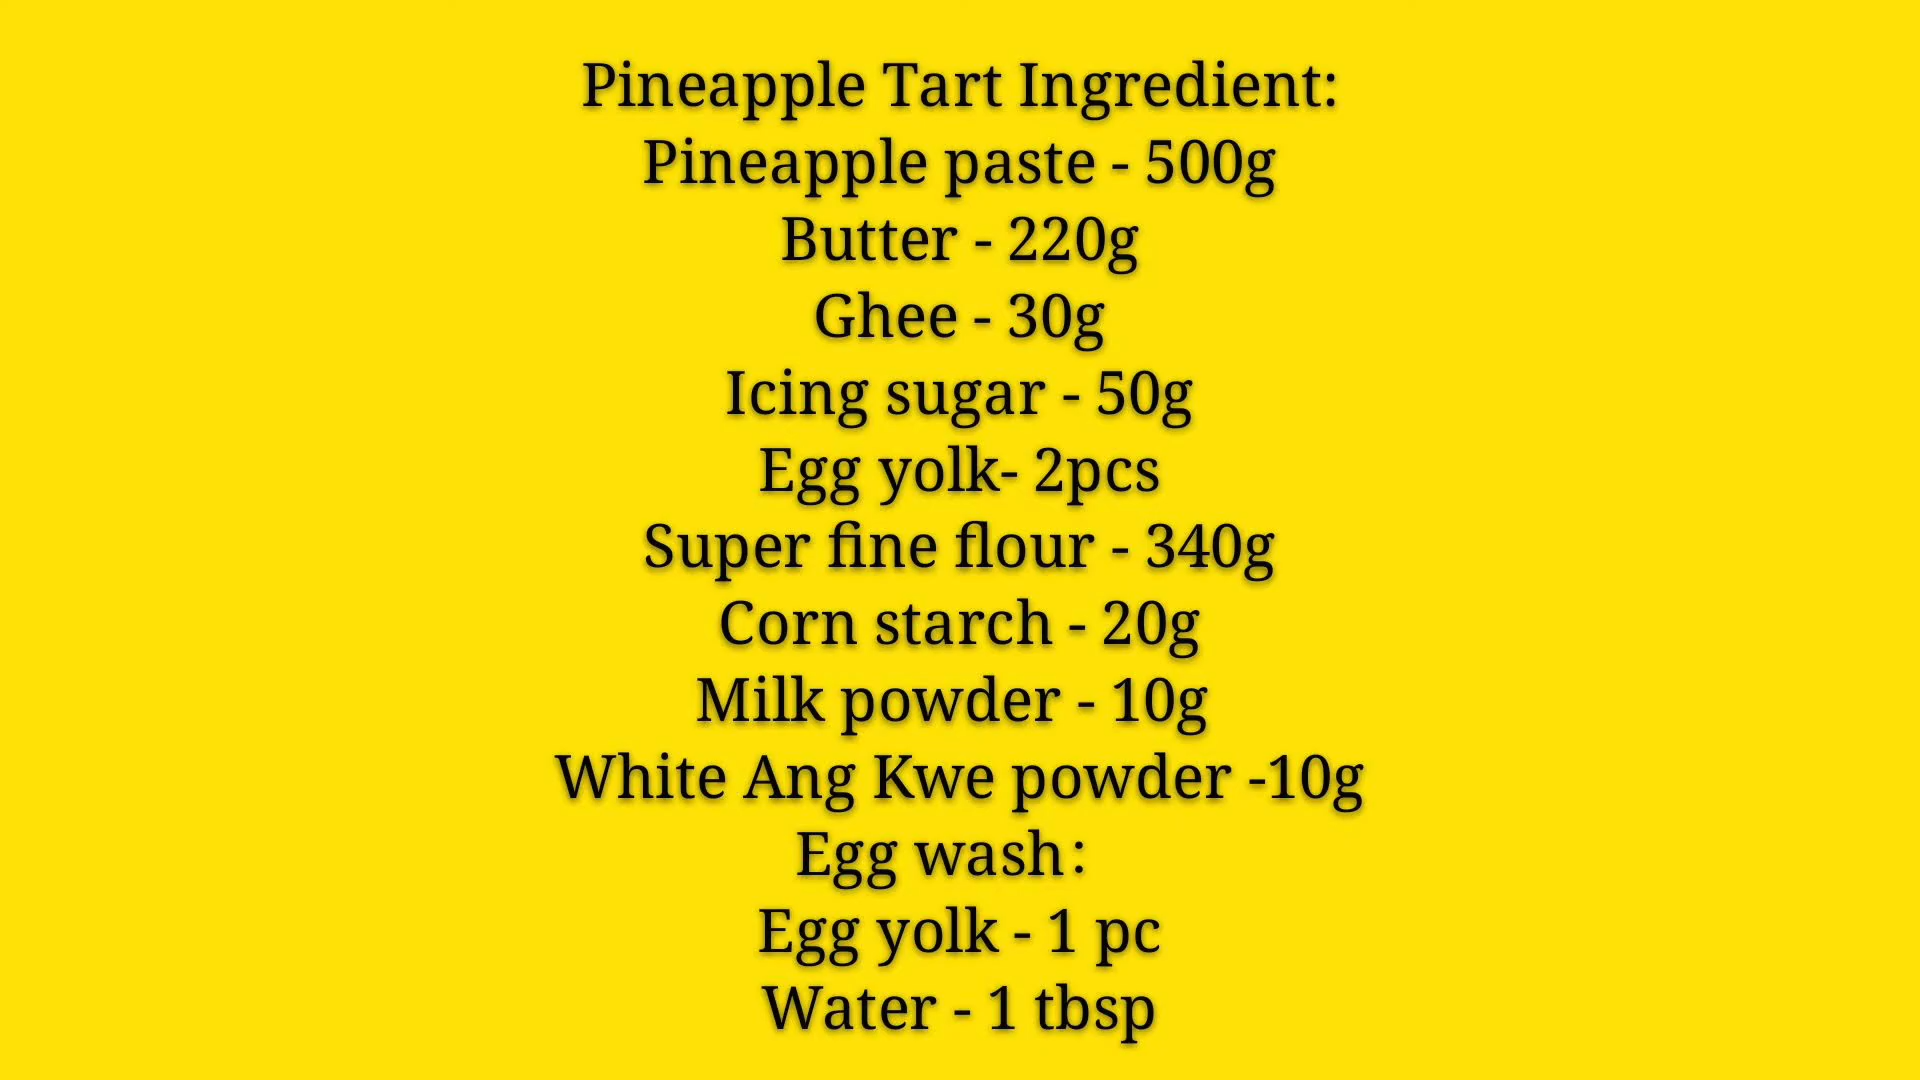 Pineapple Tart Ingredient:
Pineapple paste - 500g
Butter - 220g
Ghee - 30g
Icing sugar - 50g
Egg yolk- 2pcs
Super fine flour - 340g
Corn starch - 20g
Milk powder - 10g
White Ang Kwe powder -10g
Egg wash：
Egg yolk - 1 pc
Water - 1 tbsp